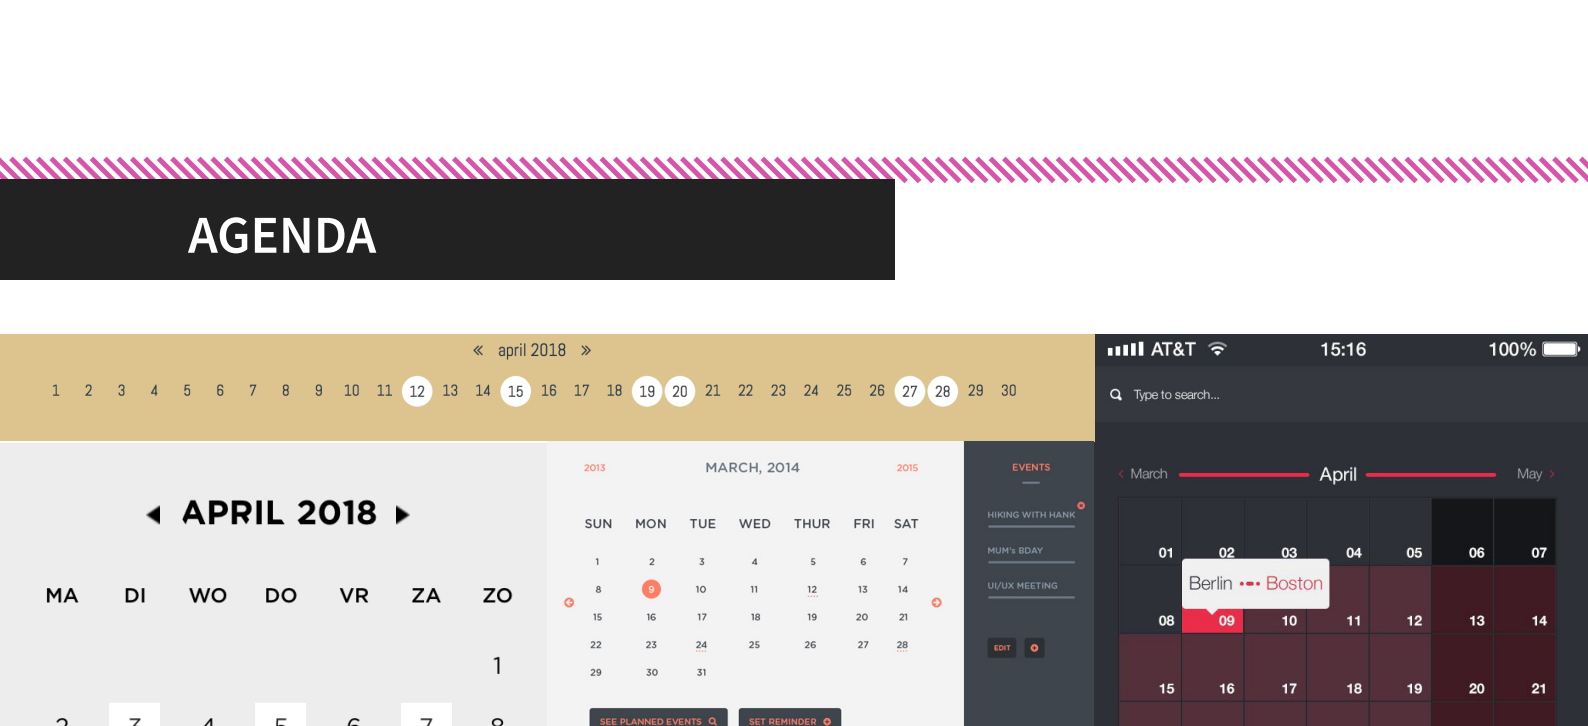 AGENDA
« april 2018 »
1 2 3 4 5 6 7 8 9 10 11 12 13 14 15 16 17 18 19 20 21 22 23 24 25 26 27 28 29 30
APRIL 2018
MA DI WO DO VR ZA ZO
1
2 3 4 5 6 7 8
2013 MARCH, 2014 2015
SUN MON TUE WED THUR FRI SAT
1 2 3 4 5 6 7
8 9 10 11 12 13 14
15 16 17 18 19 20 21
22 23 24 25 26 27 28
29 30 31
SEE PLANNED EVENTS SET REMINDER
EVENTS
HIKING WITH HANK
MUM's BDAY
UI/UX MEETING
EDIT
AT&T 15:16 100%
Type to search...
‹ March April May ›
01 02 03 04 05 06 07
Berlin Boston
08 09 10 11 12 13 14
15 16 17 18 19 20 21